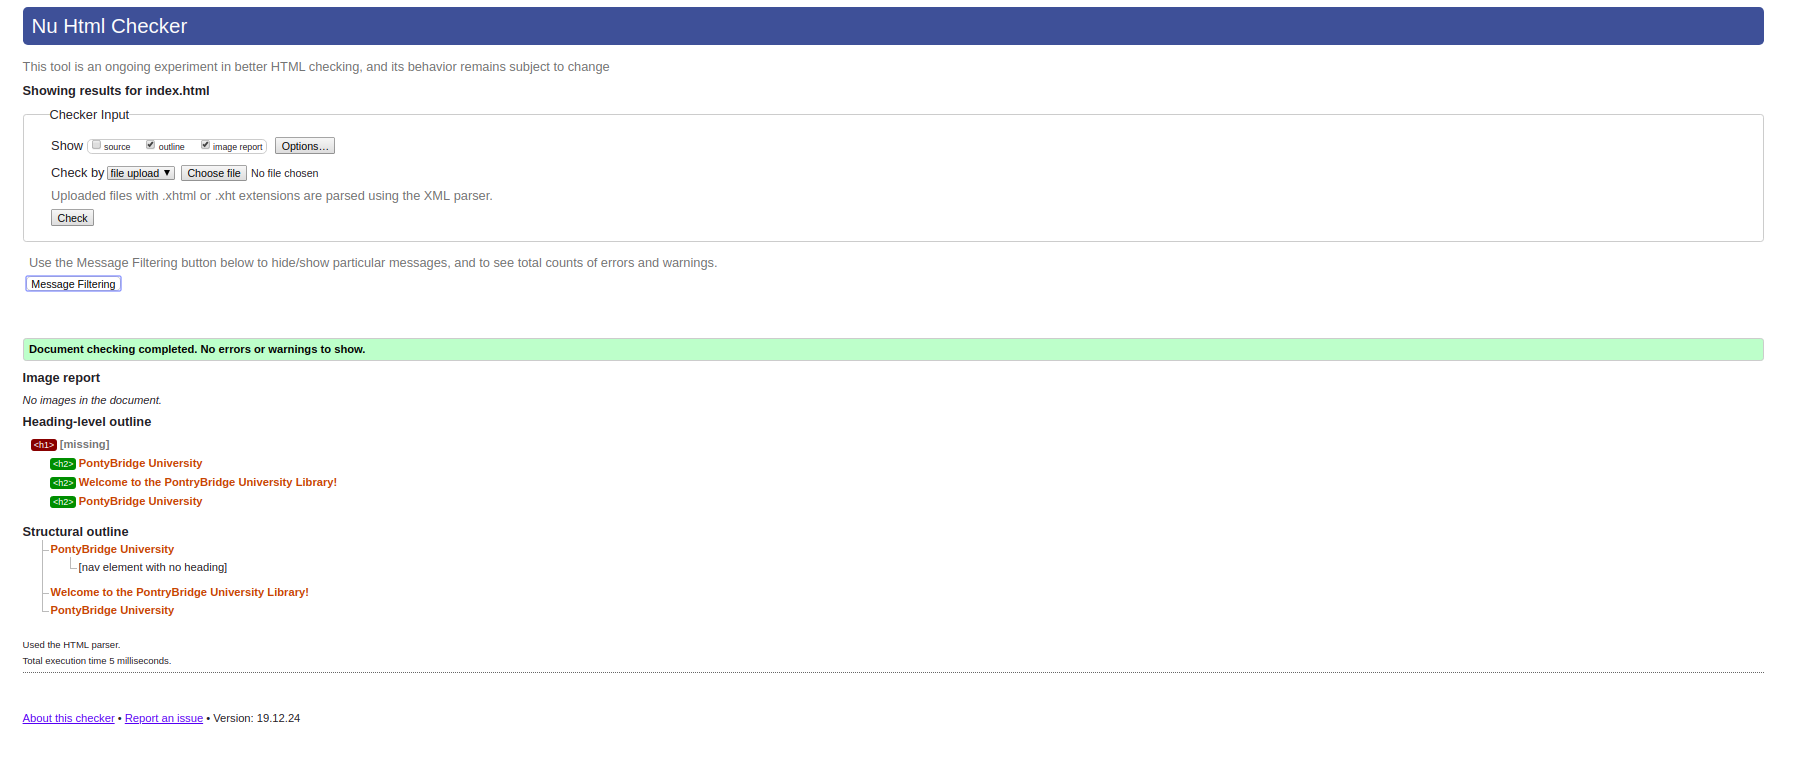 Nu Html Checker
This tool is an ongoing experiment in better HTML checking, and its behavior remains subject to change
Showing results for index.html
Checker Input
Show source outline image report Options...
Check by file upload ▼ Choose file No file chosen
Uploaded files with .xhtml or .xht extensions are parsed using the XML parser.
Check
Use the Message Filtering button below to hide/show particular messages, and to see total counts of errors and warnings.
Message Filtering
Document checking completed. No errors or warnings to show.
Image report
No images in the document.
Heading-level outline
<h1> [missing]
<h2> PontyBridge University
<h2> Welcome to the PontryBridge University Library!
<h2> PontyBridge University
Structural outline
PontyBridge University
[nav element with no heading]
Welcome to the PontryBridge University Library!
PontyBridge University
Used the HTML parser.
Total execution time 5 milliseconds.
About this checker • Report an issue • Version: 19.12.24